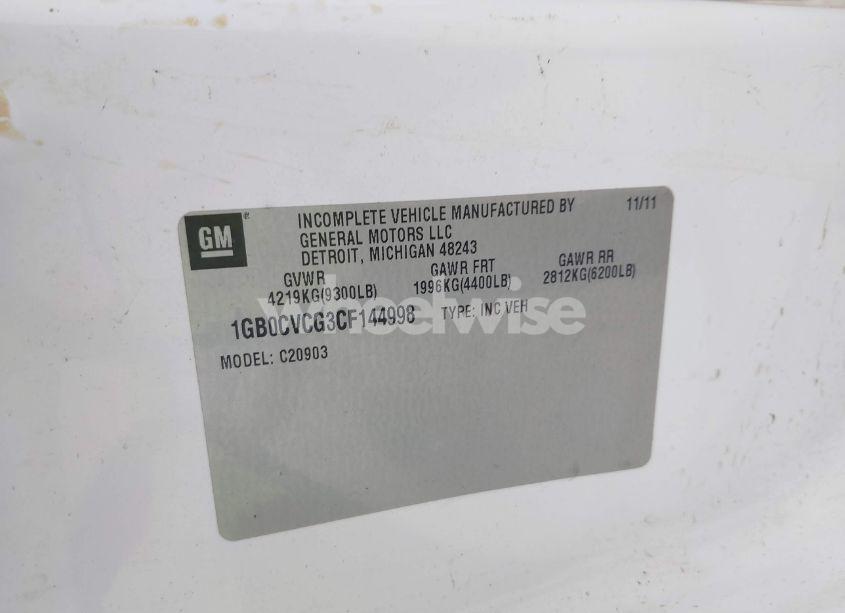 GM ®
INCOMPLETE VEHICLE MANUFACTURED BY 11/11
GENERAL MOTORS LLC
DETROIT, MICHIGAN 48243
GVWR GAWR FRT GAWR RR
4219KG(9300LB) 1996KG(4400LB) 2812KG(6200LB)
1GB0CVCG3CF144998 TYPE: INC VEH
MODEL: C20903
wheelwise